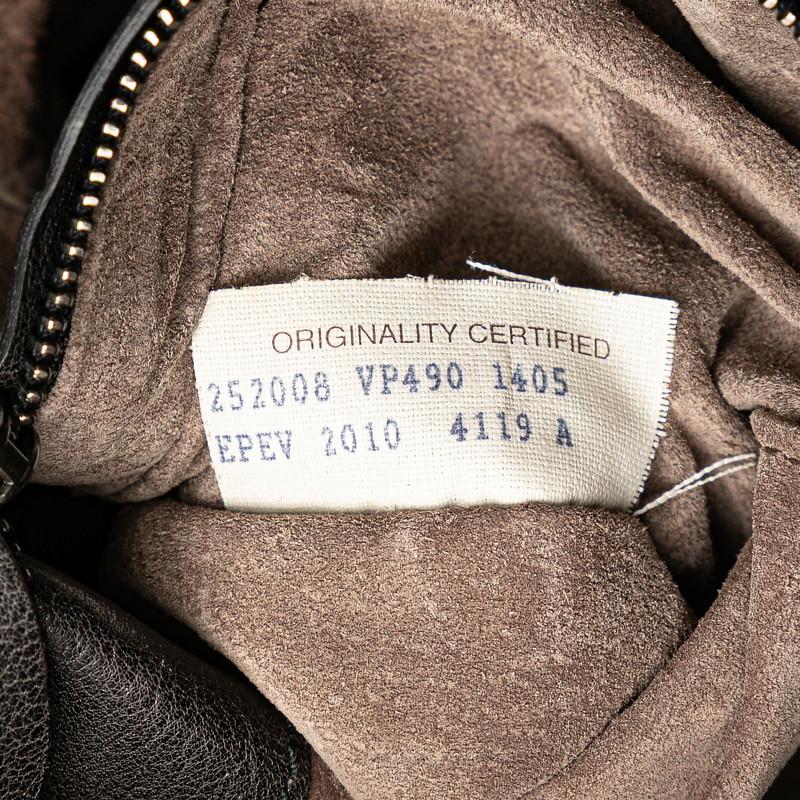 ORIGINALITY CERTIFIED
252008 VP490 1405
EPEV 2010 4119 A